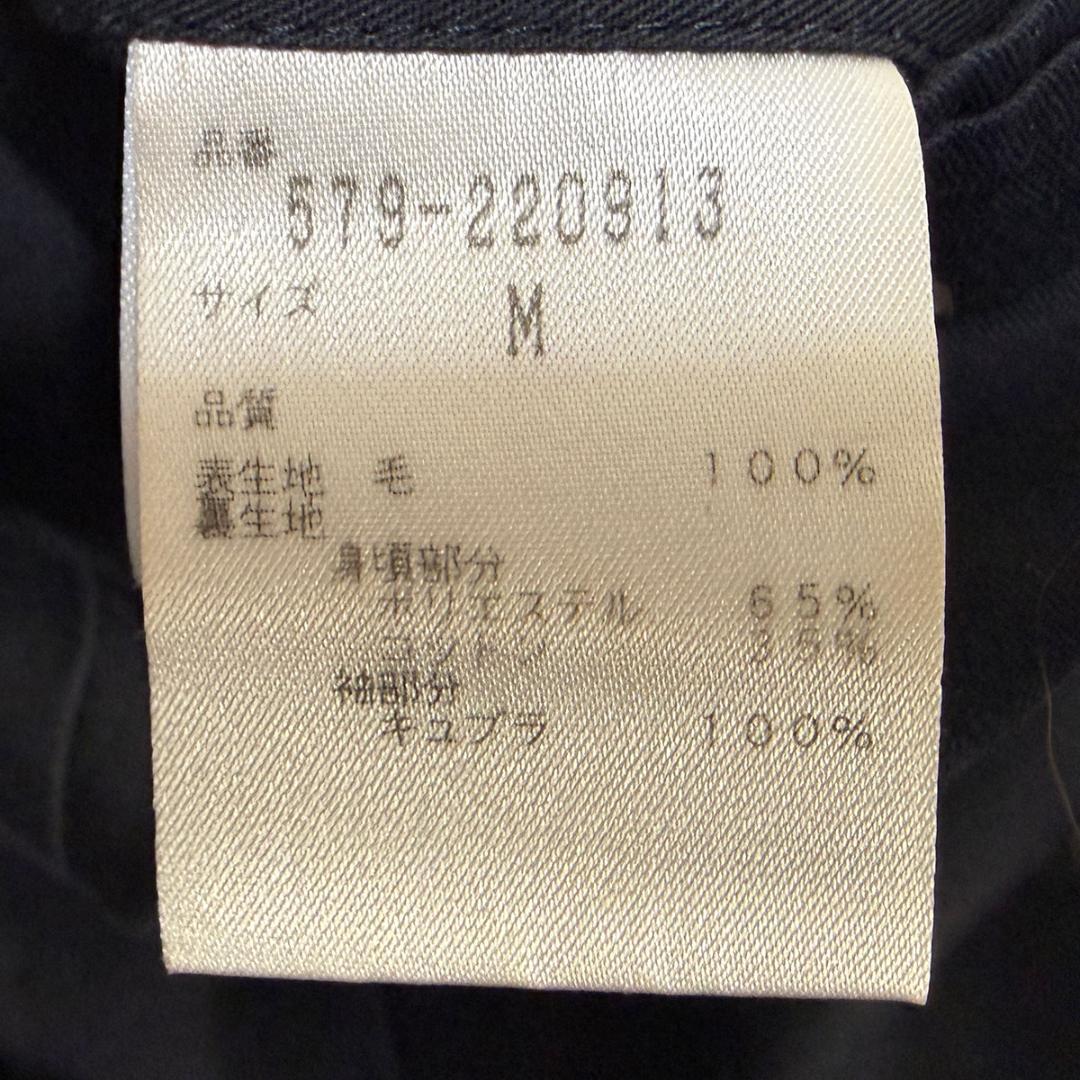 品番
579-220913
サイズ M
品質
表生地 毛 100%
裏生地
身頃部分
ポリエステル 65%
コットン 35%
袖部分
キュプラ 100%